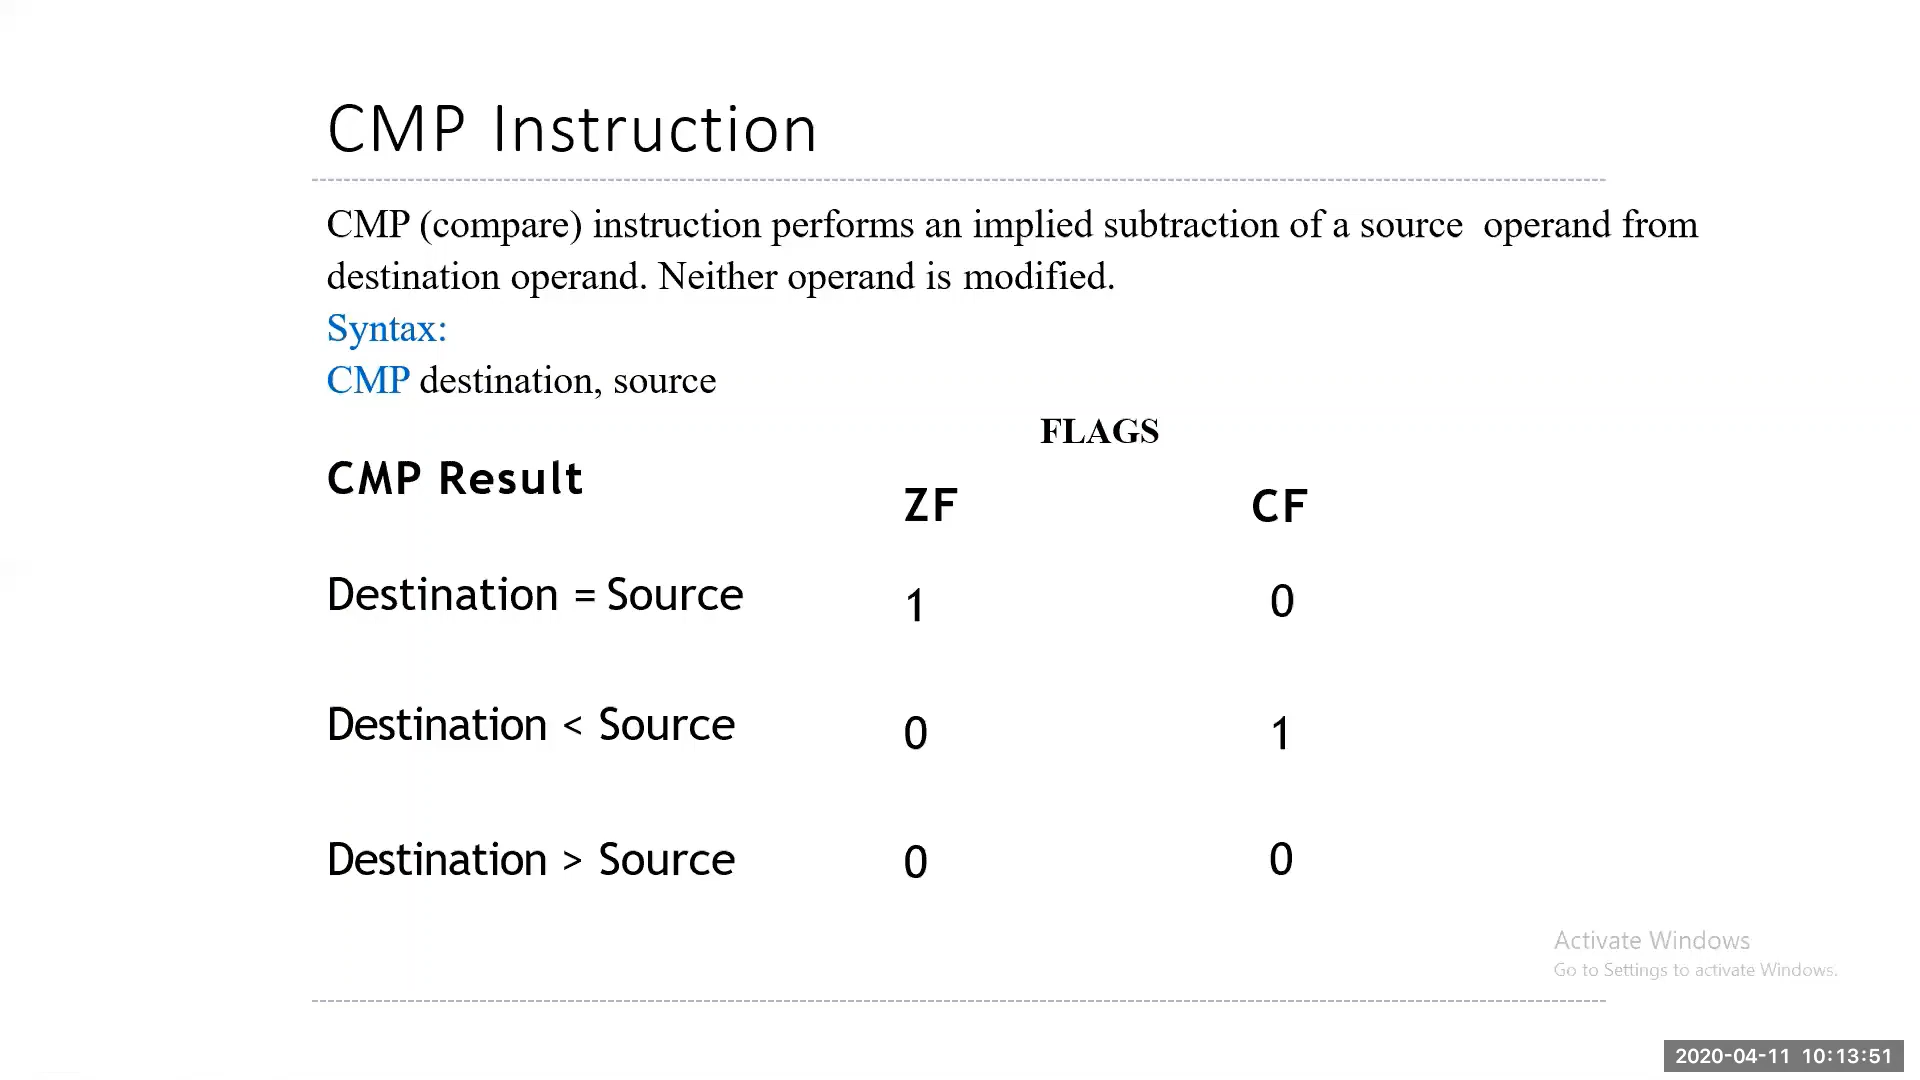 CMP Instruction
CMP (compare) instruction performs an implied subtraction of a source operand from
destination operand. Neither operand is modified.
Syntax:
CMP destination, source
FLAGS
CMP Result
ZF CF
Destination = Source 1 0
Destination < Source 0 1
Destination > Source 0 0
Activate Windows
Go to Settings to activate Windows.
2020-04-11 10:13:51